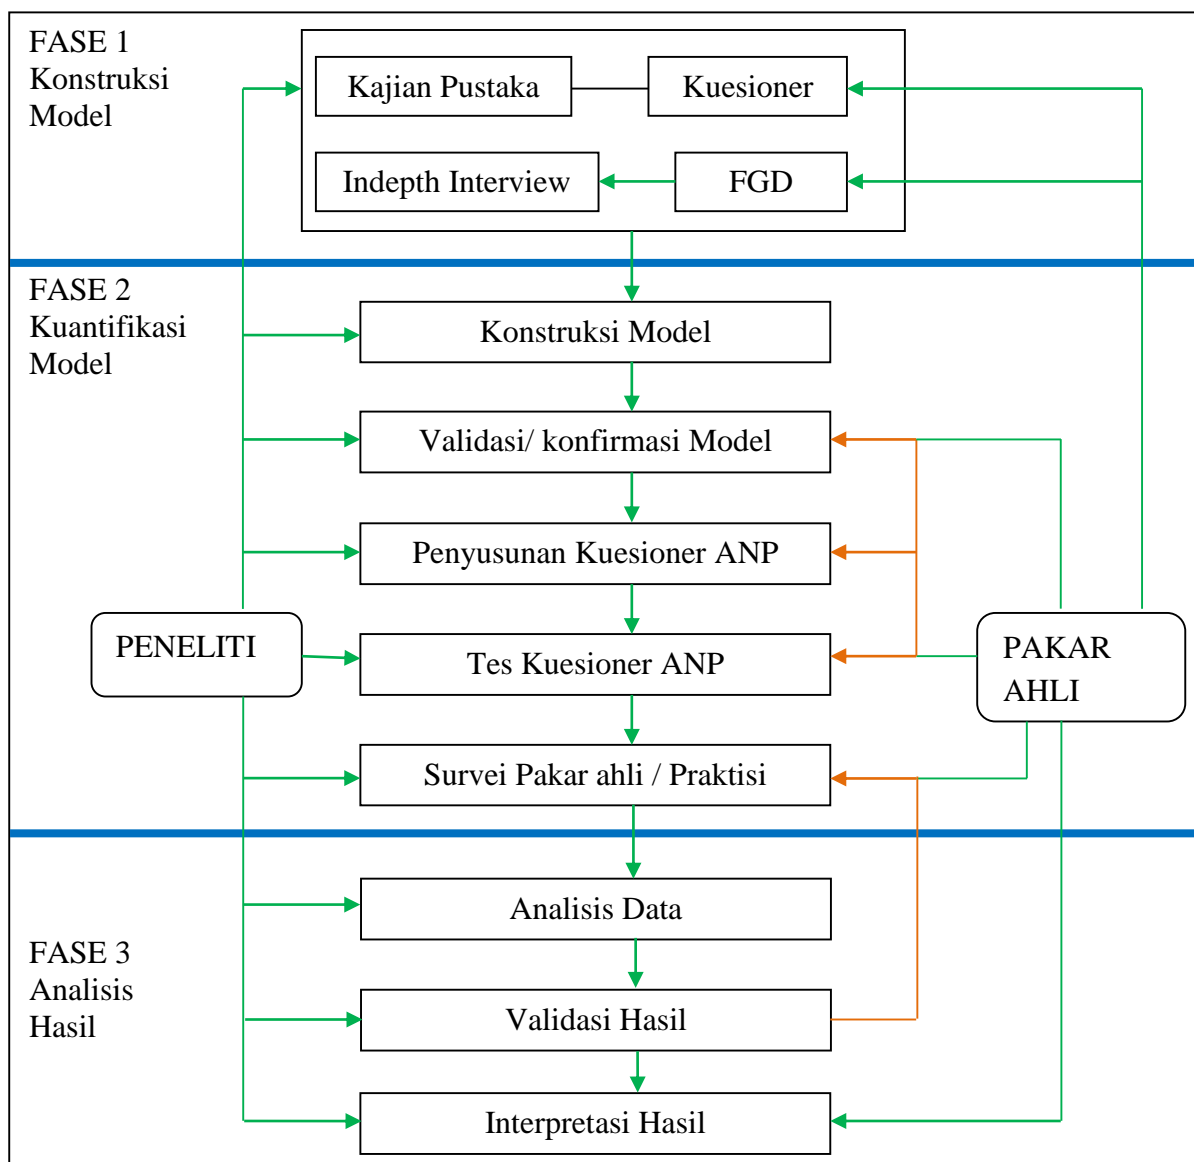 FASE 1
Konstruksi
Model
Kajian Pustaka
Kuesioner
Indepth Interview
FGD
FASE 2
Kuantifikasi
Model
Konstruksi Model
Validasi/ konfirmasi Model
Penyusunan Kuesioner ANP
PENELITI
Tes Kuesioner ANP
PAKAR
AHLI
Survei Pakar ahli / Praktisi
FASE 3
Analisis
Hasil
Analisis Data
Validasi Hasil
Interpretasi Hasil